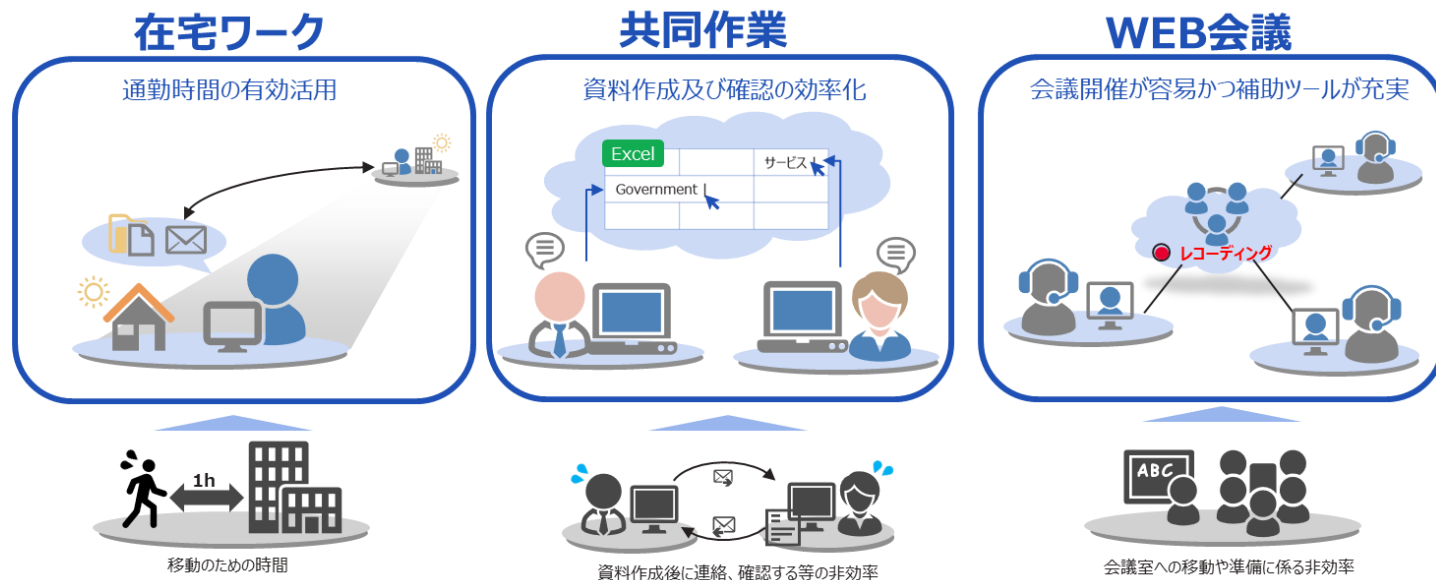 在宅ワーク
通勤時間の有効活用
1h
移動のための時間
共同作業
資料作成及び確認の効率化
Excel
サービス
Government
資料作成後に連絡、確認する等の非効率
WEB会議
会議開催が容易かつ補助ツールが充実
レコーディング
ABC
会議室への移動や準備に係る非効率